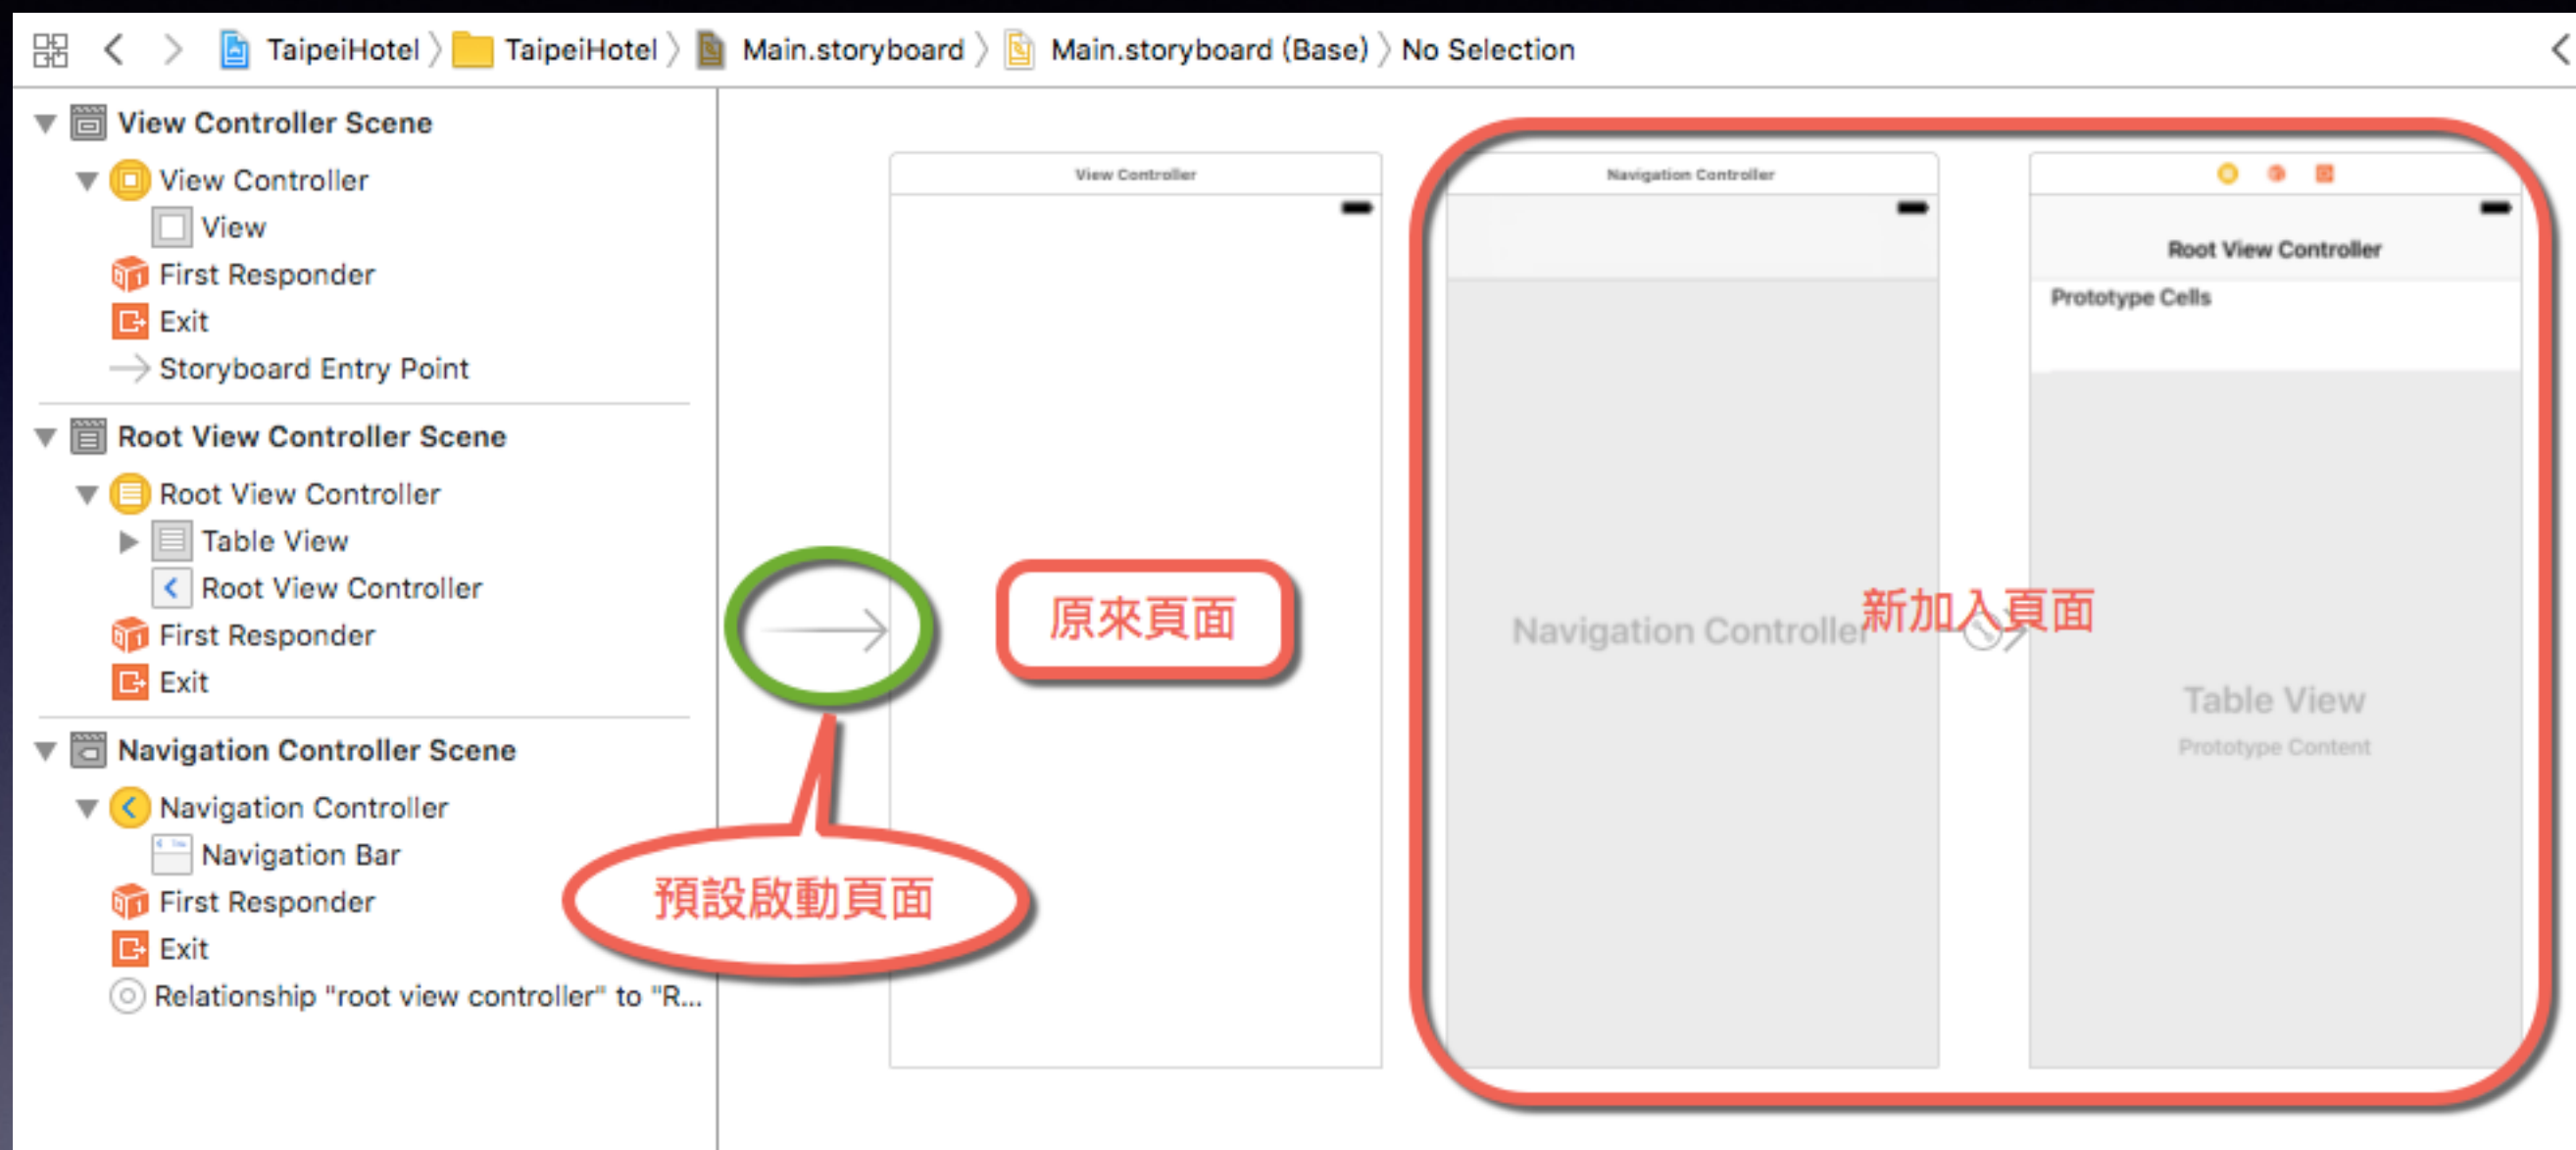 TaipeiHotel 〉 TaipeiHotel 〉 Main.storyboard 〉 Main.storyboard (Base) 〉 No Selection
View Controller Scene
View Controller
View
First Responder
Exit
Storyboard Entry Point
Root View Controller Scene
Root View Controller
Table View
Root View Controller
First Responder
Exit
Navigation Controller Scene
Navigation Controller
Navigation Bar
First Responder
Exit
Relationship "root view controller" to "R...
View Controller
原來頁面
預設啟動頁面
Navigation Controller
Navigation Controller
新加入頁面
Root View Controller
Prototype Cells
Table View
Prototype Content